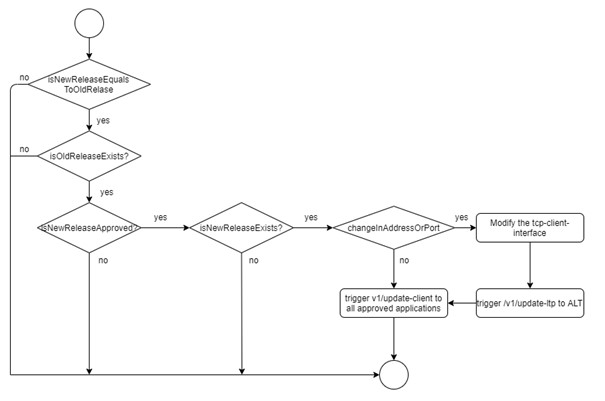 no
isNewReleaseEquals
ToOldRelase
yes
no
isOldReleaseExists?
yes
isNewReleaseApproved?
yes
isNewReleaseExists?
yes
changeInAddressOrPort
yes
Modify the tcp-client-
interface
no
no
no
trigger v1/update-client to
all approved applications
trigger /v1/update-ltp to ALT